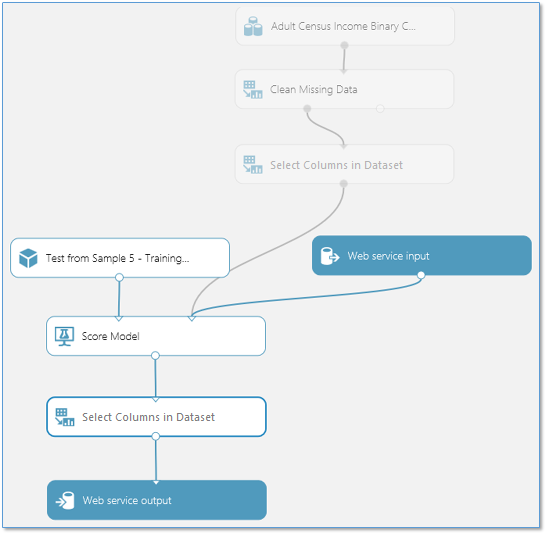 Adult Census Income Binary C...
Clean Missing Data
Select Columns in Dataset
Test from Sample 5 - Training...
Web service input
Score Model
Select Columns in Dataset
Web service output